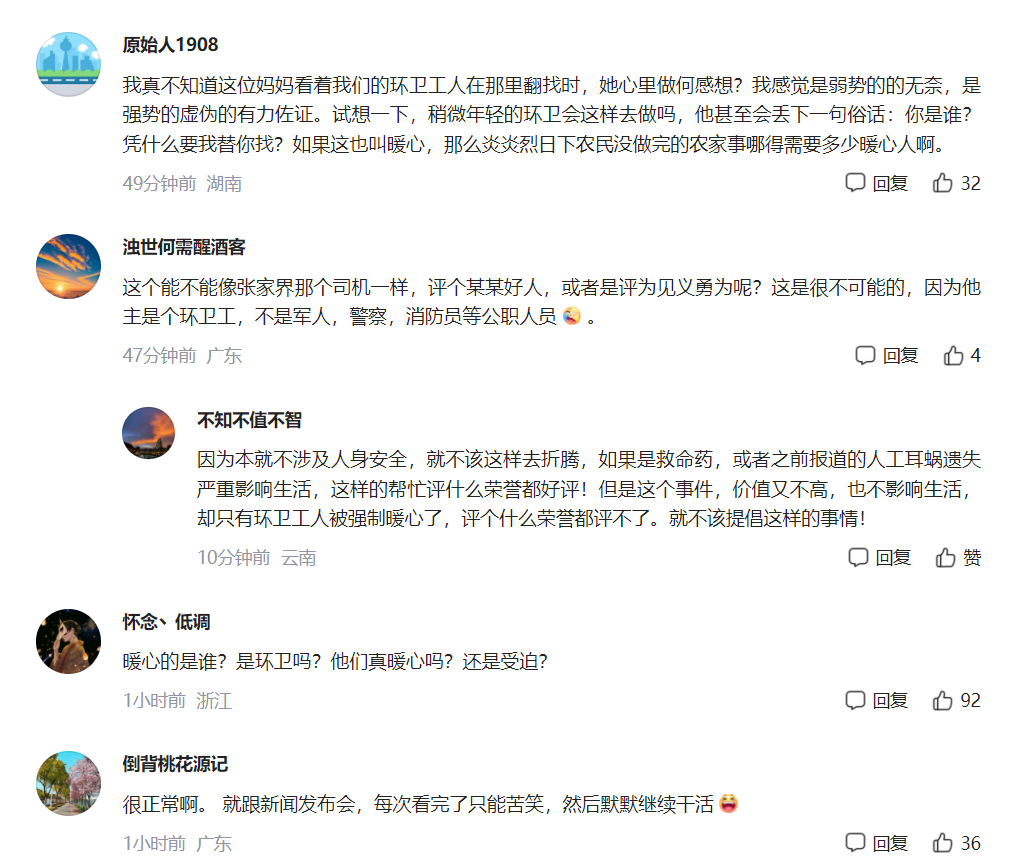 原始人1908
我真不知道这位妈妈看着我们的环卫工人在那里翻找时，她心里做何感想？我感觉是弱势的的无奈，是
强势的虚伪的有力佐证。试想一下，稍微年轻的环卫会这样去做吗，他甚至会丢下一句俗话：你是谁？
凭什么要我替你找？如果这也叫暖心，那么炎炎烈日下农民没做完的农家事哪得需要多少暖心人啊。
49分钟前 湖南
回复 32
浊世何需醒酒客
这个能不能像张家界那个司机一样，评个某某好人，或者是评为见义勇为呢？这是很不可能的，因为他
主是个环卫工，不是军人，警察，消防员等公职人员🤣。
47分钟前 广东
回复 4
不知不值不智
因为本就不涉及人身安全，就不该这样去折腾，如果是救命药，或者之前报道的人工耳蜗遗失
严重影响生活，这样的帮忙评什么荣誉都好评！但是这个事件，价值又不高，也不影响生活，
却只有环卫工人被强制暖心了，评个什么荣誉都评不了。就不该提倡这样的事情！
10分钟前 云南
回复 赞
怀念丶低调
暖心的是谁？是环卫吗？他们真暖心吗？还是受迫？
1小时前 浙江
回复 92
倒背桃花源记
很正常啊。 就跟新闻发布会，每次看完了只能苦笑，然后默默继续干活😆
1小时前 广东
回复 36